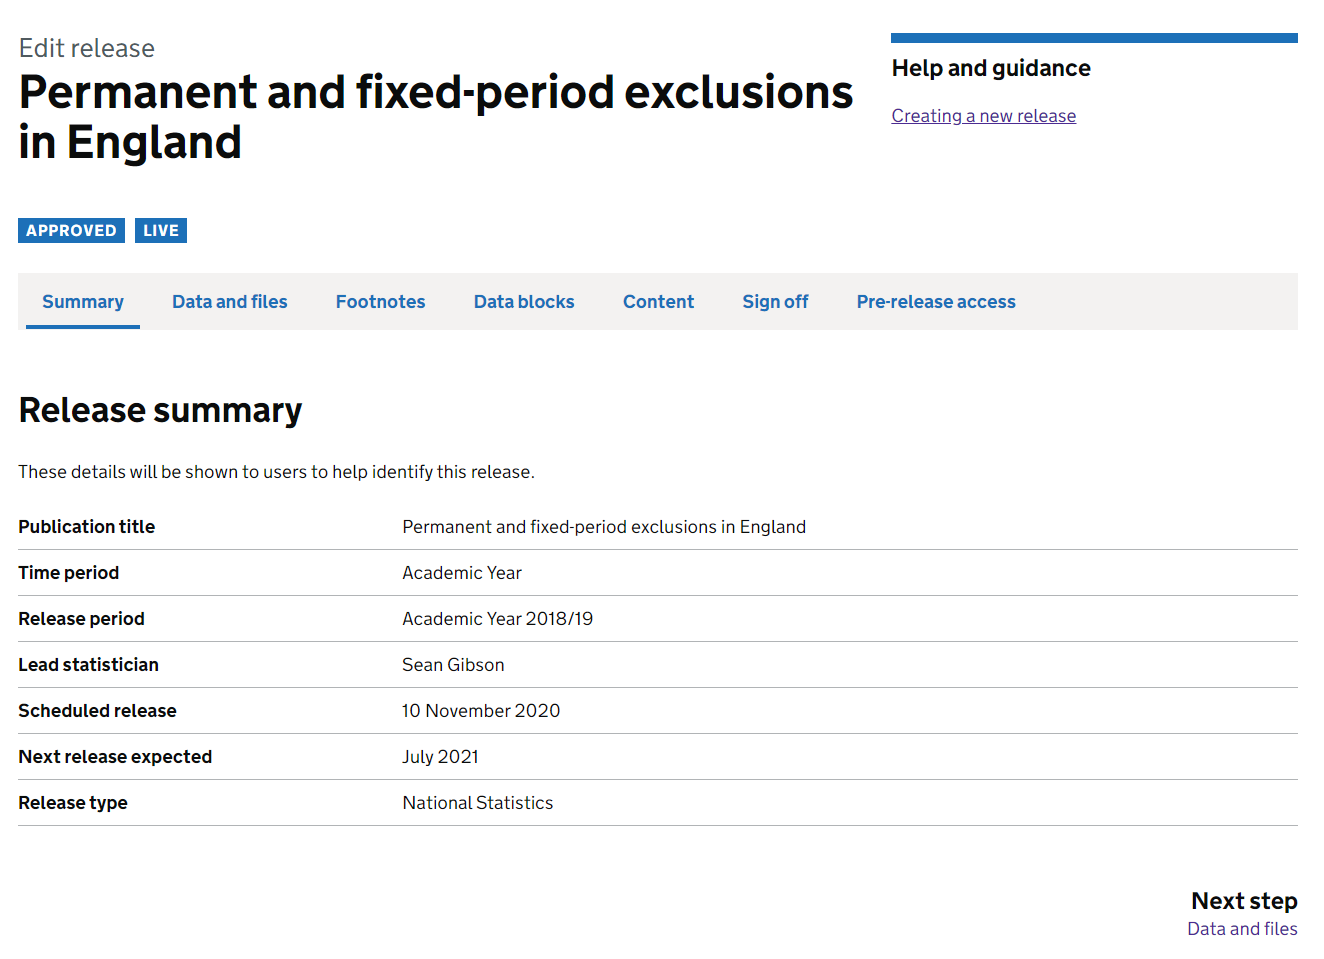 Edit release
Permanent and fixed-period exclusions
in England
Help and guidance
Creating a new release
APPROVED LIVE
Summary Data and files Footnotes Data blocks Content Sign off Pre-release access
Release summary
These details will be shown to users to help identify this release.
Publication title Permanent and fixed-period exclusions in England
Time period Academic Year
Release period Academic Year 2018/19
Lead statistician Sean Gibson
Scheduled release 10 November 2020
Next release expected July 2021
Release type National Statistics
Next step
Data and files